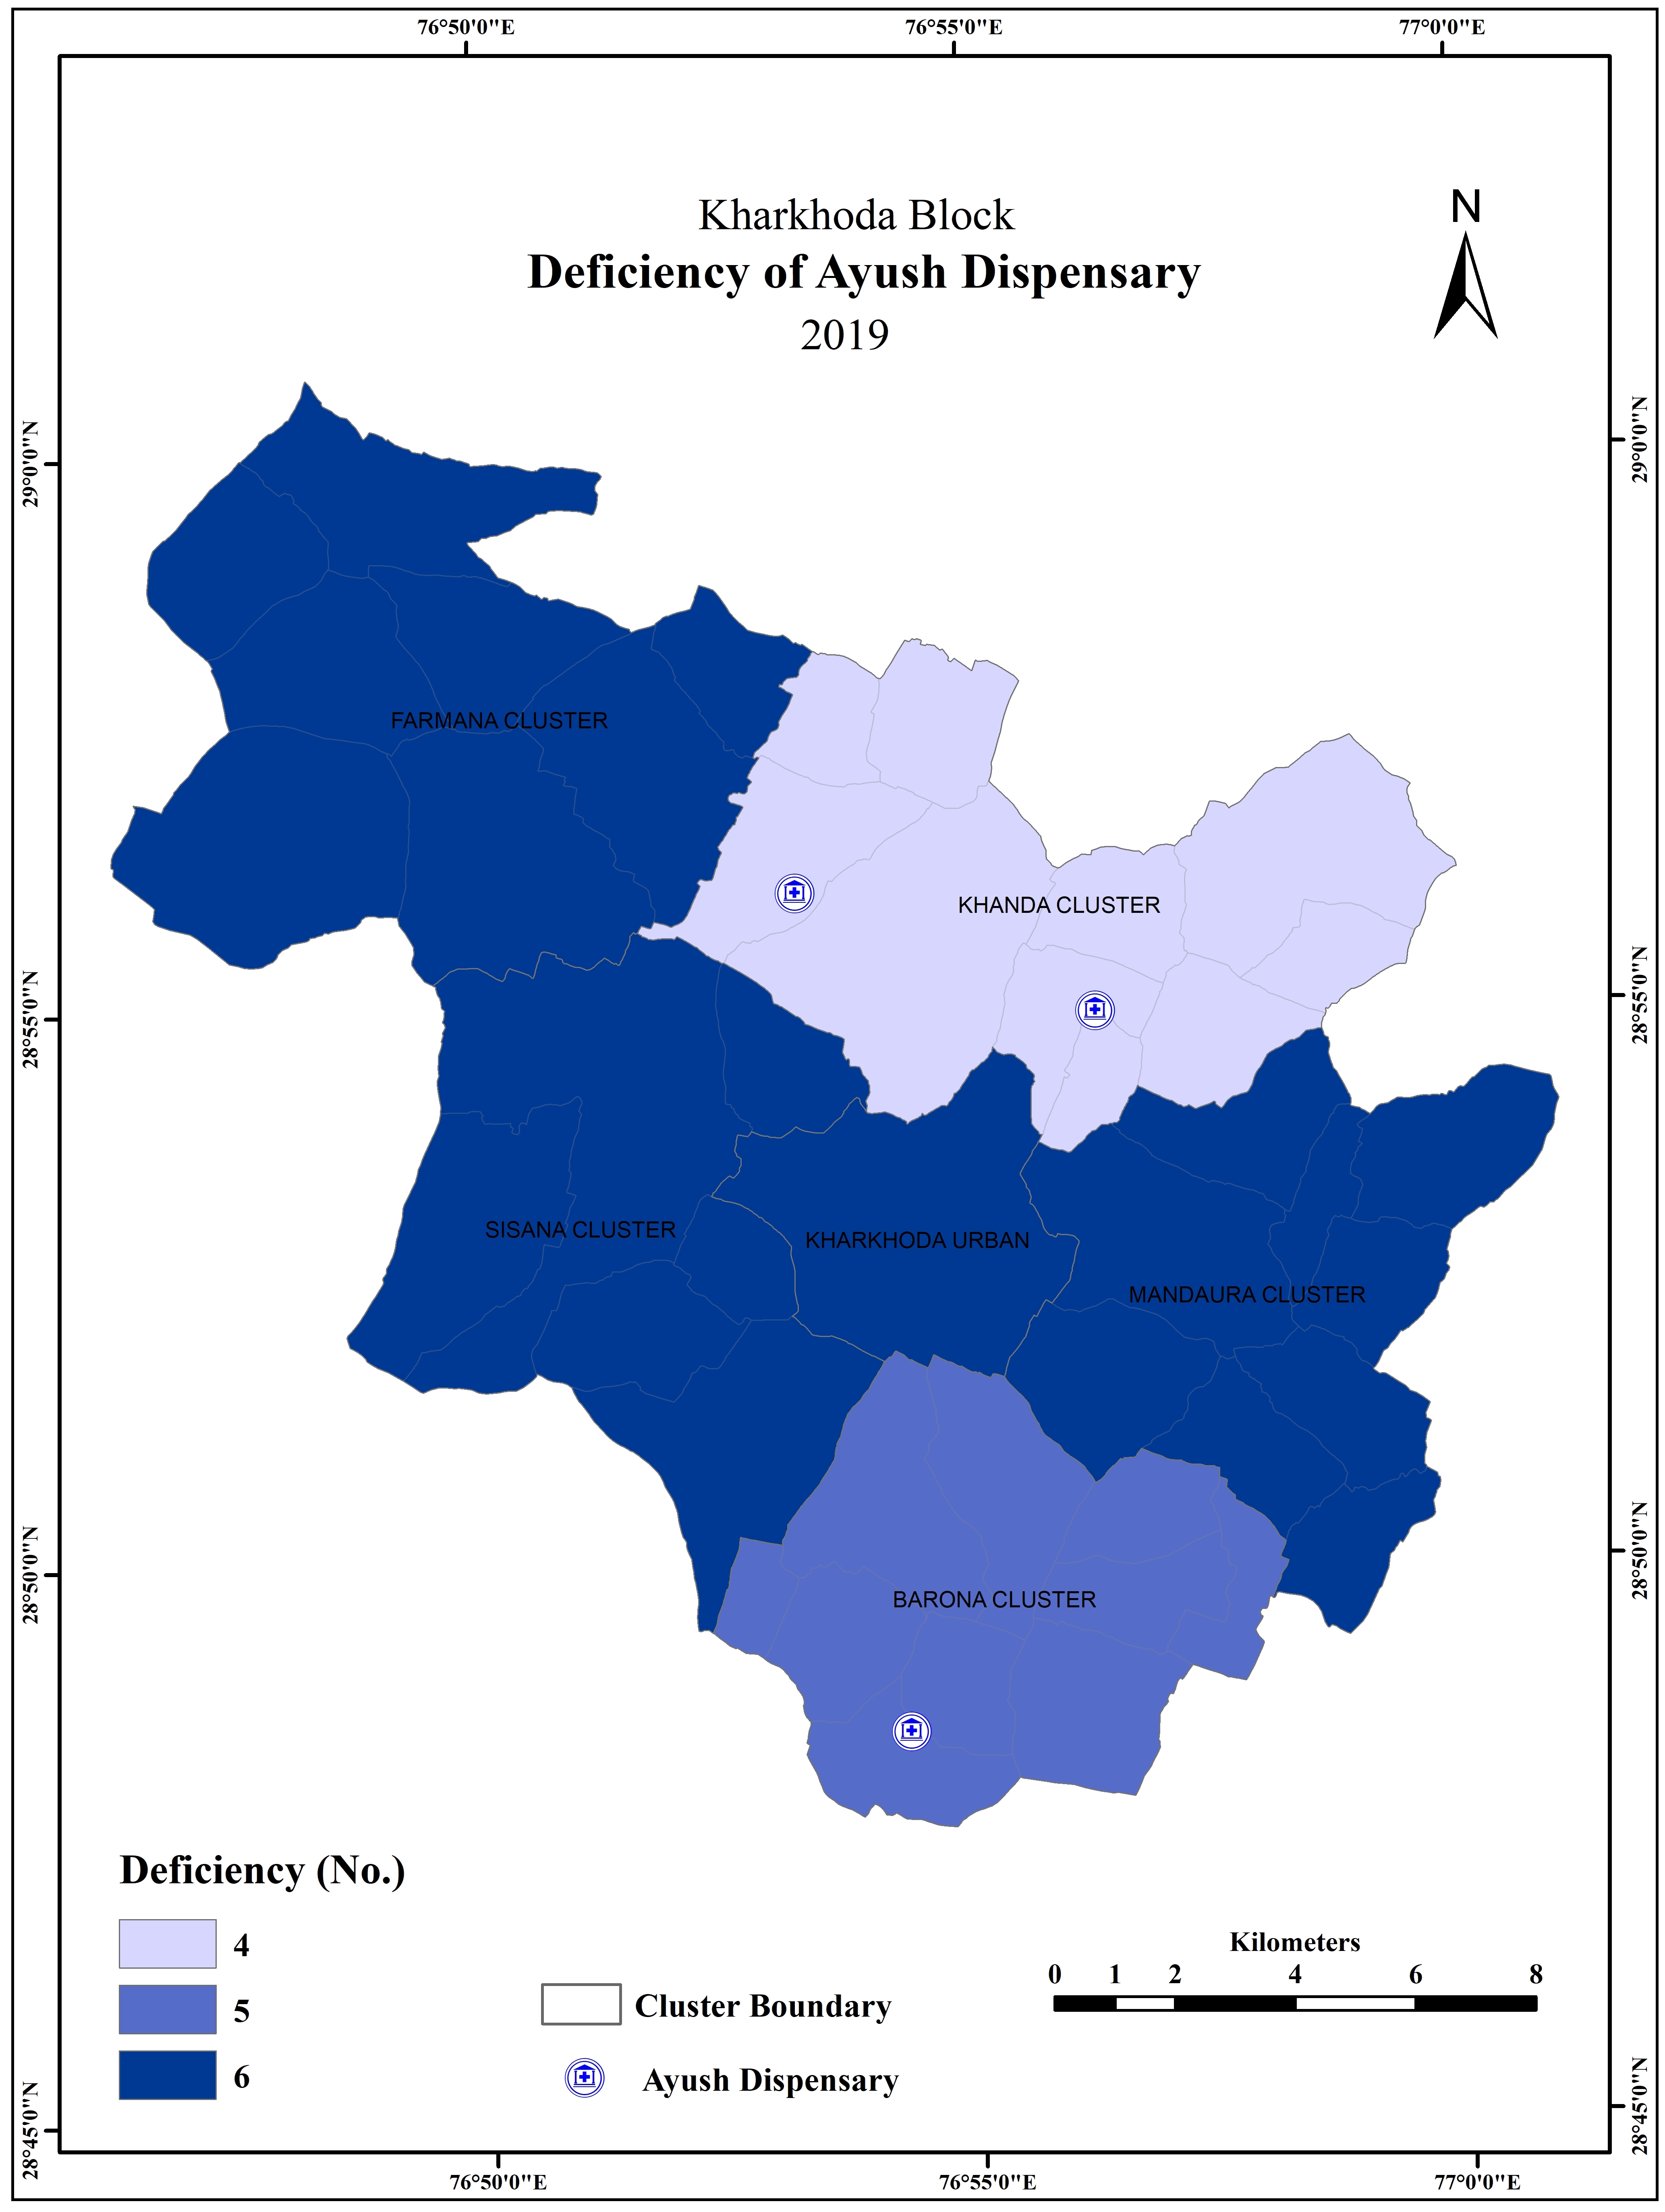 76°50'0"E 76°55'0"E 77°0'0"E
Kharkhoda Block
Deficiency of Ayush Dispensary
2019
N
29°0'0"N
29°0'0"N
FARMANA CLUSTER
KHANDA CLUSTER
28°55'0"N
28°55'0"N
SISANA CLUSTER
KHARKHODA URBAN
MANDAURA CLUSTER
28°50'0"N
28°50'0"N
BARONA CLUSTER
Deficiency (No.)
4
5
6
Cluster Boundary
Ayush Dispensary
Kilometers
0 1 2 4 6 8
28°45'0"N
28°45'0"N
76°50'0"E 76°55'0"E 77°0'0"E